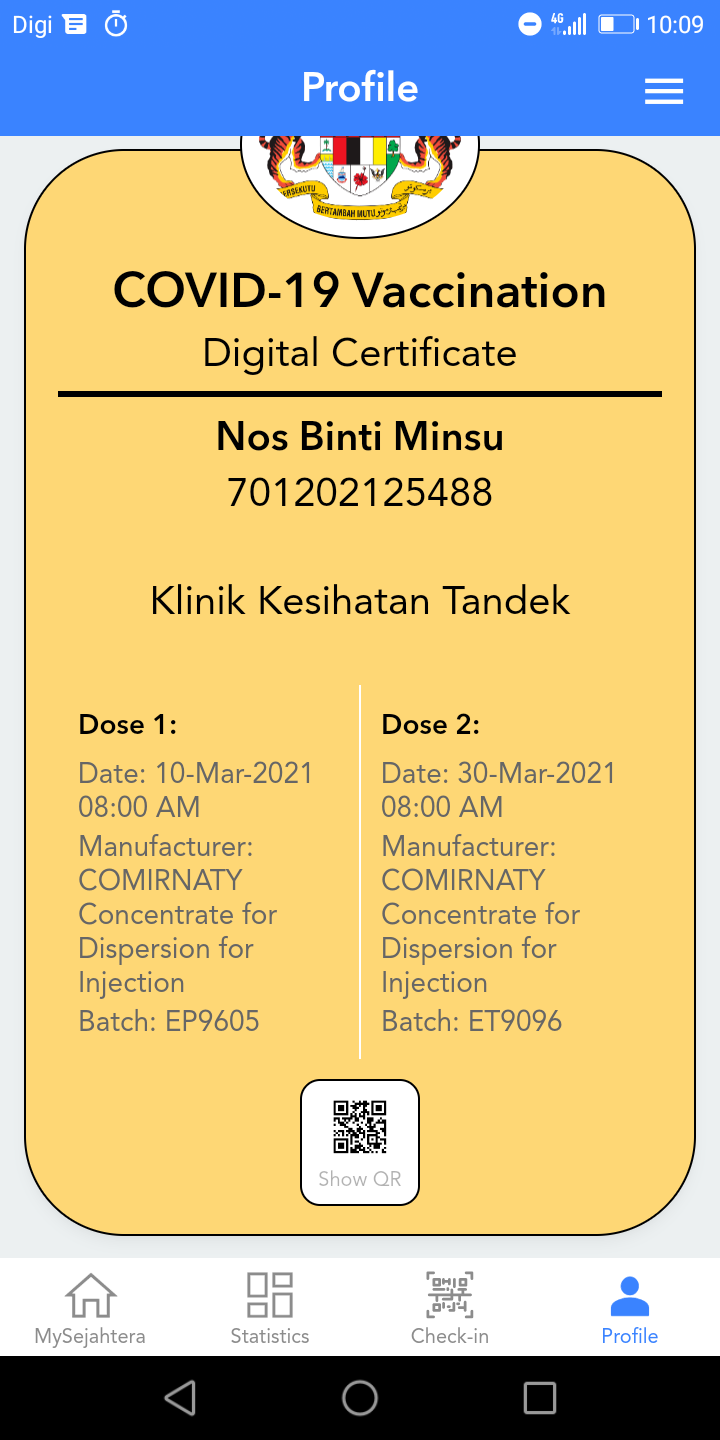 Digi 4G 10:09
Profile
ERSEKUTU
BERTAMBAH MUTU
COVID-19 Vaccination
Digital Certificate
Nos Binti Minsu
701202125488
Klinik Kesihatan Tandek
Dose 1:
Date: 10-Mar-2021
08:00 AM
Manufacturer:
COMIRNATY
Concentrate for
Dispersion for
Injection
Batch: EP9605
Dose 2:
Date: 30-Mar-2021
08:00 AM
Manufacturer:
COMIRNATY
Concentrate for
Dispersion for
Injection
Batch: ET9096
Show QR
MySejahtera Statistics Check-in Profile